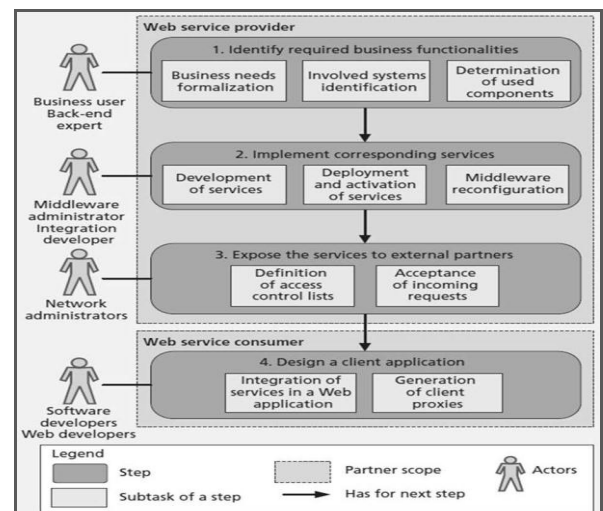 Web service provider
1. Identify required business functionalities
Business needs
formalization
Involved systems
identification
Determination
of used
components
Business user
Back-end
expert
2. Implement corresponding services
Development
of services
Deployment
and activation
of services
Middleware
reconfiguration
Middleware
administrator
Integration
developer
3. Expose the services to external partners
Definition
of access
control lists
Acceptance
of incoming
requests
Network
administrators
Web service consumer
4. Design a client application
Integration of
services in a Web
application
Generation
of client
proxies
Software
developers
Web developers
Legend
Step
Partner scope
Actors
Subtask of a step
Has for next step